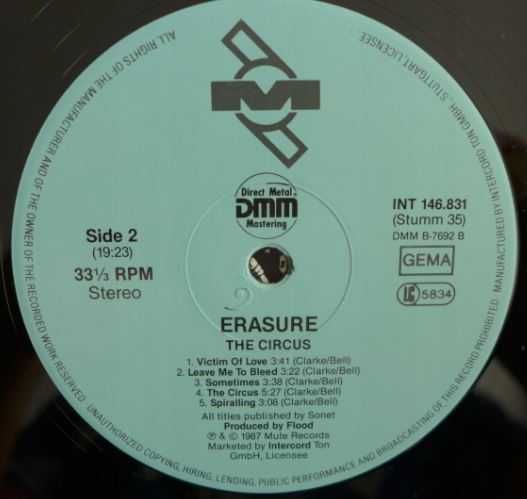 ALL RIGHTS OF THE MANUFACTURER AND OF THE OWNER OF THE RECORDED WORK RESERVED. UNAUTHORIZED COPYING, HIRING, LENDING, PUBLIC PERFORMANCE AND BROADCASTING OF THIS RECORD PROHIBITED. MANUFACTURED BY INTERCORD TON GMBH, STUTTGART LICENSEE.
M
Direct Metal
DMM
Mastering
Side 2
(19:23)
33⅓ RPM
Stereo
INT 146.831
(Stumm 35)
DMM B-7692 B
GEMA
LC 5834
ERASURE
THE CIRCUS
1. Victim Of Love 3:41 (Clarke/Bell)
2. Leave Me To Bleed 3:22 (Clarke/Bell)
3. Sometimes 3:38 (Clarke/Bell)
4. The Circus 5:27 (Clarke/Bell)
5. Spiralling 3:08 (Clarke/Bell)
All titles published by Sonet
Produced by Flood
℗ & © 1987 Mute Records
Marketed by Intercord Ton
GmbH, Licensee